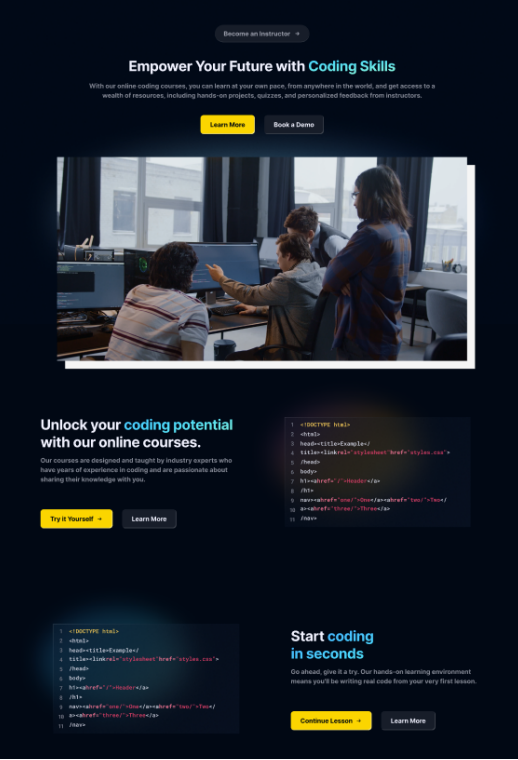 Become an Instructor →
Empower Your Future with Coding Skills
With our online coding courses, you can learn at your own pace, from anywhere in the world, and get access to a
wealth of resources, including hands-on projects, quizzes, and personalized feedback from instructors.
Learn More
Book a Demo
Unlock your coding potential
with our online courses.
Our courses are designed and taught by industry experts who
have years of experience in coding and are passionate about
sharing their knowledge with you.
Try it Yourself →
Learn More
1 <!DOCTYPE html>
2 <html>
3 head><title>Example</
4 title><linkrel="stylesheet"href="styles.css">
5 /head>
6 body>
7 h1><ahref="/">Header</a>
8 /h1>
9 nav><ahref="one/">One</a><ahref="two/">Two</
10 a><ahref="three/">Three</a>
11 /nav>
1 <!DOCTYPE html>
2 <html>
3 head><title>Example</
4 title><linkrel="stylesheet"href="styles.css">
5 /head>
6 body>
7 h1><ahref="/">Header</a>
8 /h1>
9 nav><ahref="one/">One</a><ahref="two/">Two</
10 a><ahref="three/">Three</a>
11 /nav>
Start coding
in seconds
Go ahead, give it a try. Our hands-on learning environment
means you'll be writing real code from your very first lesson.
Continue Lesson →
Learn More